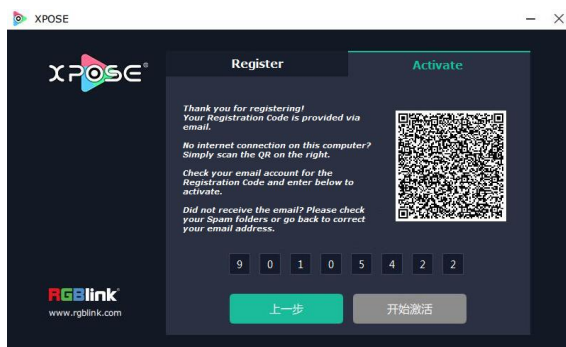 XPOSE
XPOSE®
Register
Activate
Thank you for registering!
Your Registration Code is provided via
email.
No internet connection on this computer?
Simply scan the QR on the right.
Check your email account for the
Registration Code and enter below to
activate.
Did not receive the email? Please check
your Spam folders or go back to correct
your email address.
9 0 1 0 5 4 2 2
上一步
开始激活
RGBlink®
www.rgblink.com